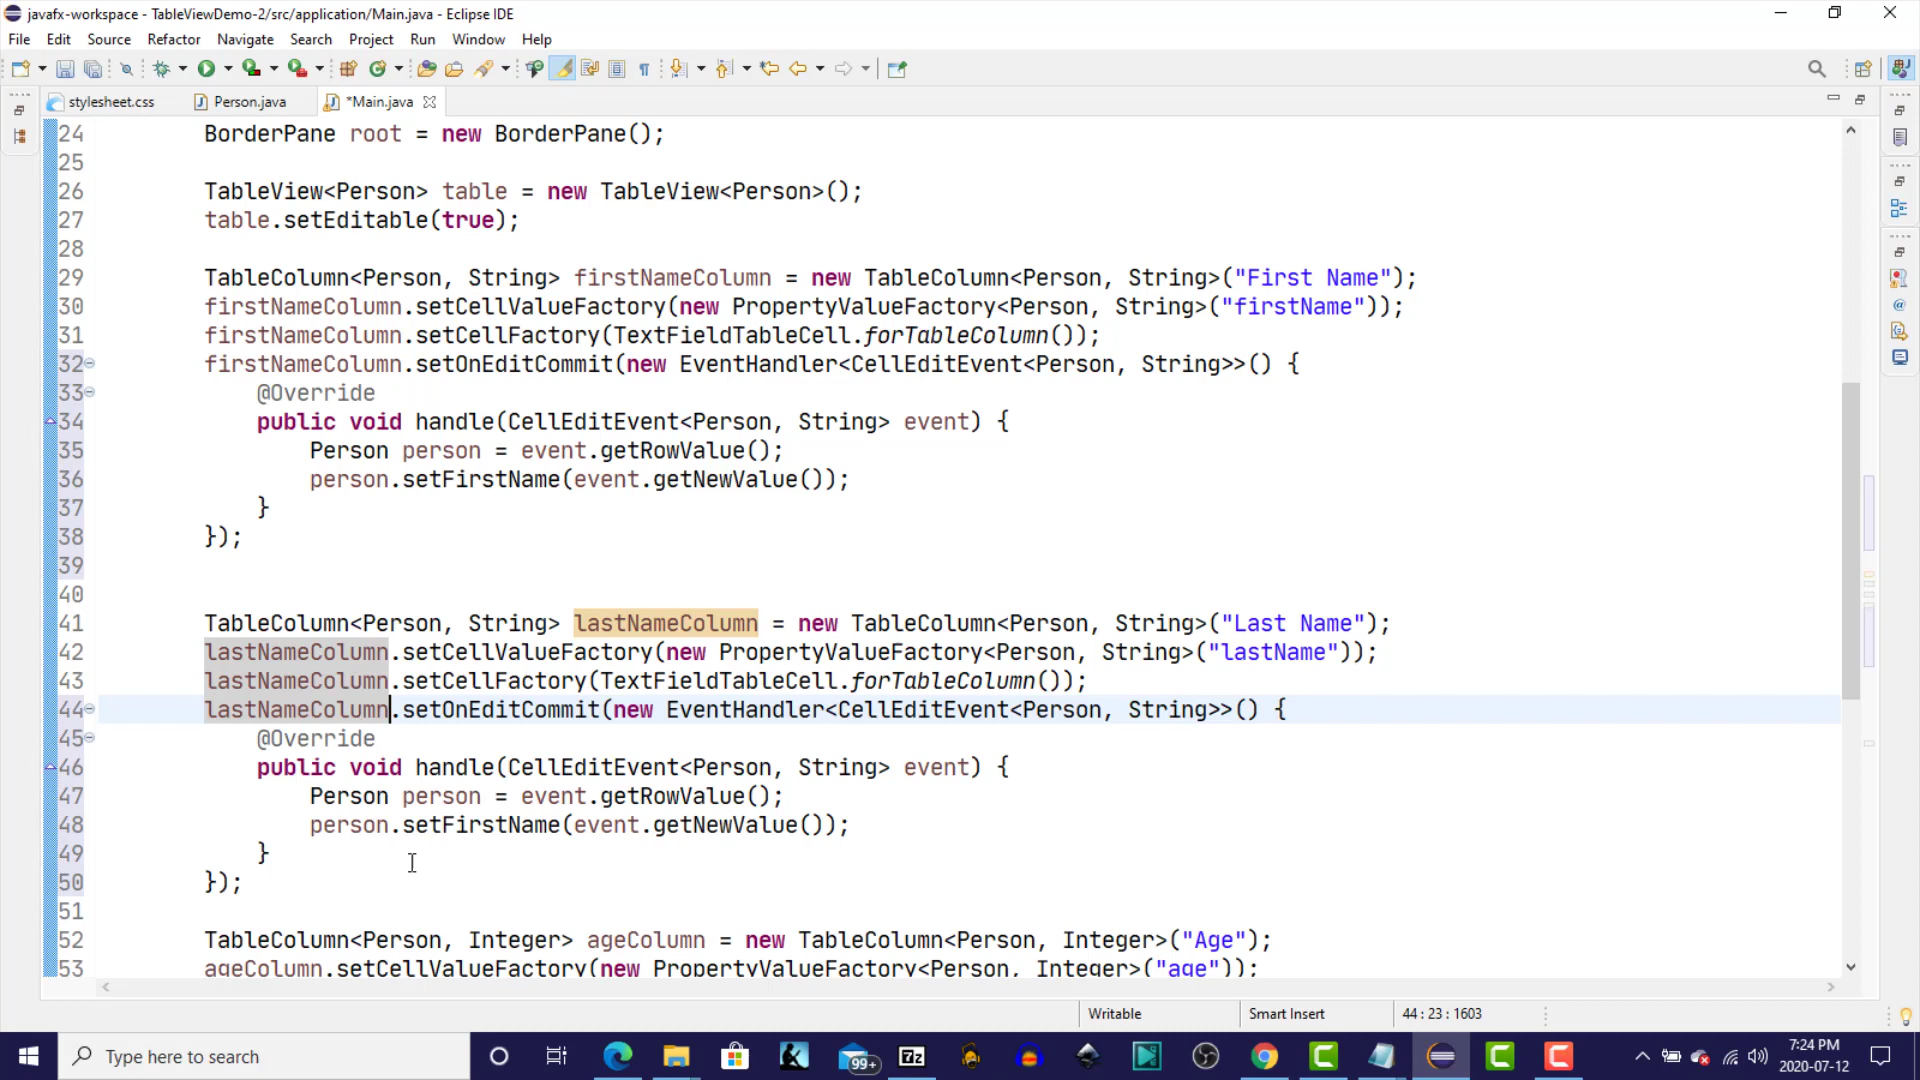 javafx-workspace - TableViewDemo-2/src/application/Main.java - Eclipse IDE
File Edit Source Refactor Navigate Search Project Run Window Help
stylesheet.css Person.java *Main.java
24 BorderPane root = new BorderPane();
25
26 TableView<Person> table = new TableView<Person>();
27 table.setEditable(true);
28
29 TableColumn<Person, String> firstNameColumn = new TableColumn<Person, String>("First Name");
30 firstNameColumn.setCellValueFactory(new PropertyValueFactory<Person, String>("firstName"));
31 firstNameColumn.setCellFactory(TextFieldTableCell.forTableColumn());
32 firstNameColumn.setOnEditCommit(new EventHandler<CellEditEvent<Person, String>>() {
33 @Override
34 public void handle(CellEditEvent<Person, String> event) {
35 Person person = event.getRowValue();
36 person.setFirstName(event.getNewValue());
37 }
38 });
39
40
41 TableColumn<Person, String> lastNameColumn = new TableColumn<Person, String>("Last Name");
42 lastNameColumn.setCellValueFactory(new PropertyValueFactory<Person, String>("lastName"));
43 lastNameColumn.setCellFactory(TextFieldTableCell.forTableColumn());
44 lastNameColumn.setOnEditCommit(new EventHandler<CellEditEvent<Person, String>>() {
45 @Override
46 public void handle(CellEditEvent<Person, String> event) {
47 Person person = event.getRowValue();
48 person.setFirstName(event.getNewValue());
49 }
50 });
51
52 TableColumn<Person, Integer> ageColumn = new TableColumn<Person, Integer>("Age");
53 ageColumn.setCellValueFactory(new PropertyValueFactory<Person, Integer>("age"));
Writable Smart Insert 44 : 23 : 1603
Type here to search
99+
7z
7:24 PM
2020-07-12